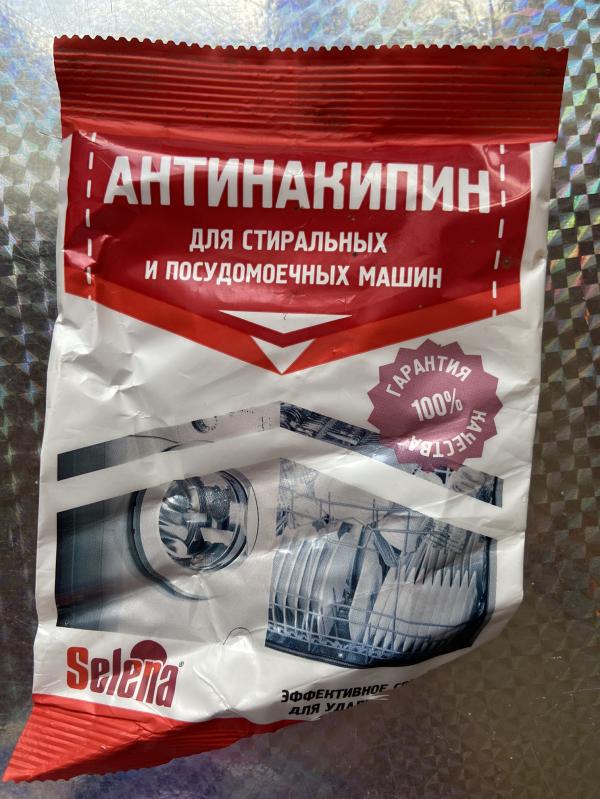 АНТИНАКИПИН
ДЛЯ СТИРАЛЬНЫХ
И ПОСУДОМОЕЧНЫХ МАШИН
ГАРАНТИЯ
100%
КАЧЕСТВА
Selena®
ЭФФЕКТИВНОЕ
ДЛЯ